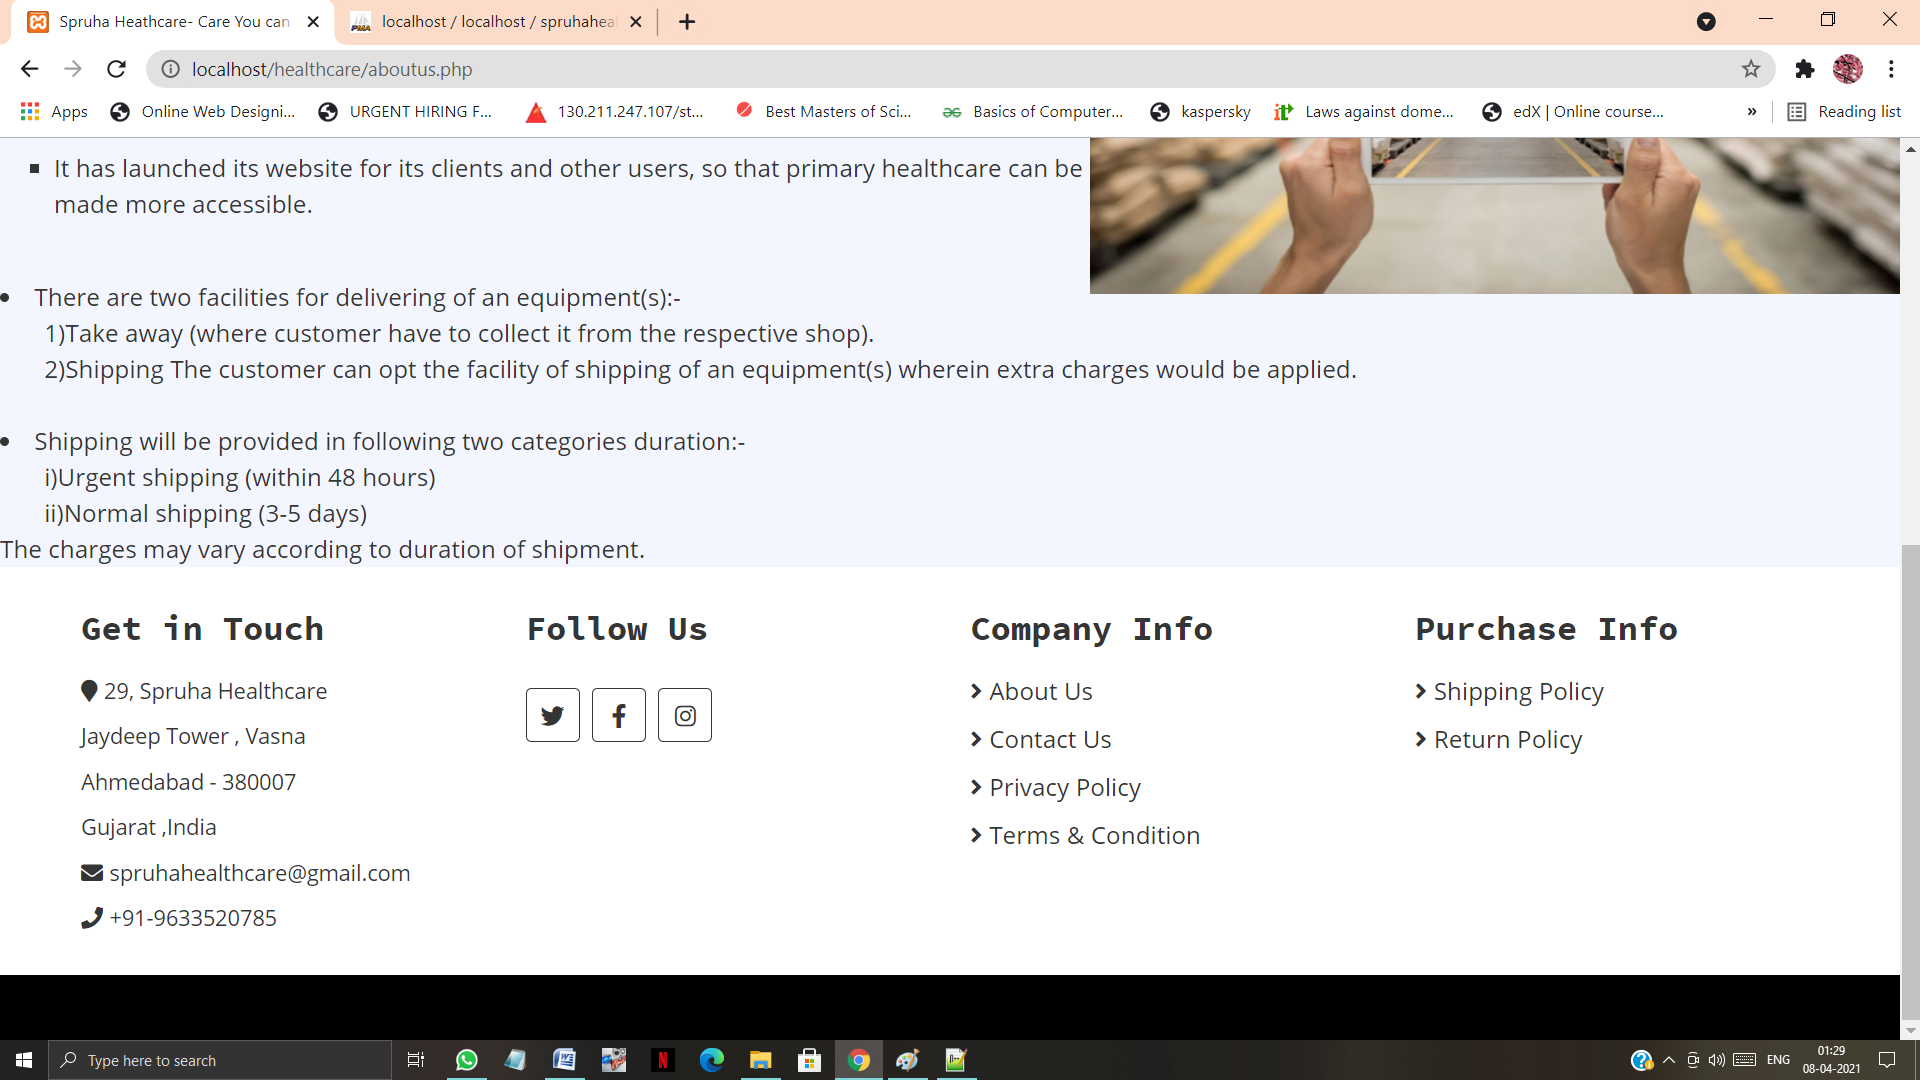 Spruha Heathcare- Care You can
localhost / localhost / spruhaheal
localhost/healthcare/aboutus.php
Apps
Online Web Designi...
URGENT HIRING F...
130.211.247.107/st...
Best Masters of Sci...
Basics of Computer...
kaspersky
Laws against dome...
edX | Online course...
»
Reading list
It has launched its website for its clients and other users, so that primary healthcare can be
made more accessible.
There are two facilities for delivering of an equipment(s):-
1)Take away (where customer have to collect it from the respective shop).
2)Shipping The customer can opt the facility of shipping of an equipment(s) wherein extra charges would be applied.
Shipping will be provided in following two categories duration:-
i)Urgent shipping (within 48 hours)
ii)Normal shipping (3-5 days)
The charges may vary according to duration of shipment.
Get in Touch
29, Spruha Healthcare
Jaydeep Tower , Vasna
Ahmedabad - 380007
Gujarat ,India
spruhahealthcare@gmail.com
+91-9633520785
Follow Us
Company Info
About Us
Contact Us
Privacy Policy
Terms & Condition
Purchase Info
Shipping Policy
Return Policy
Type here to search
ENG
01:29
08-04-2021